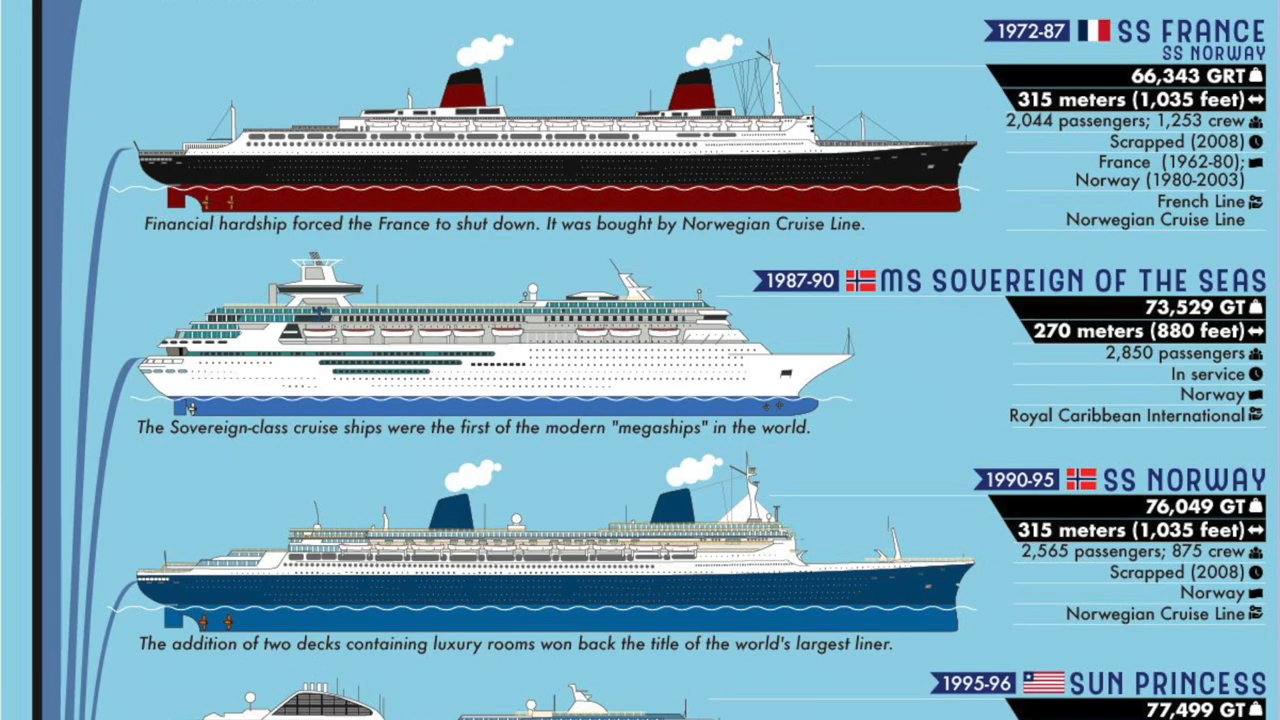 1972-87 SS FRANCE
SS NORWAY
66,343 GRT
315 meters (1,035 feet)
2,044 passengers; 1,253 crew
Scrapped (2008)
France (1962-80);
Norway (1980-2003)
French Line
Norwegian Cruise Line
Financial hardship forced the France to shut down. It was bought by Norwegian Cruise Line.
1987-90 MS SOVEREIGN OF THE SEAS
73,529 GT
270 meters (880 feet)
2,850 passengers
In service
Norway
Royal Caribbean International
The Sovereign-class cruise ships were the first of the modern "megaships" in the world.
1990-95 SS NORWAY
76,049 GT
315 meters (1,035 feet)
2,565 passengers; 875 crew
Scrapped (2008)
Norway
Norwegian Cruise Line
The addition of two decks containing luxury rooms won back the title of the world's largest liner.
1995-96 SUN PRINCESS
77,499 GT